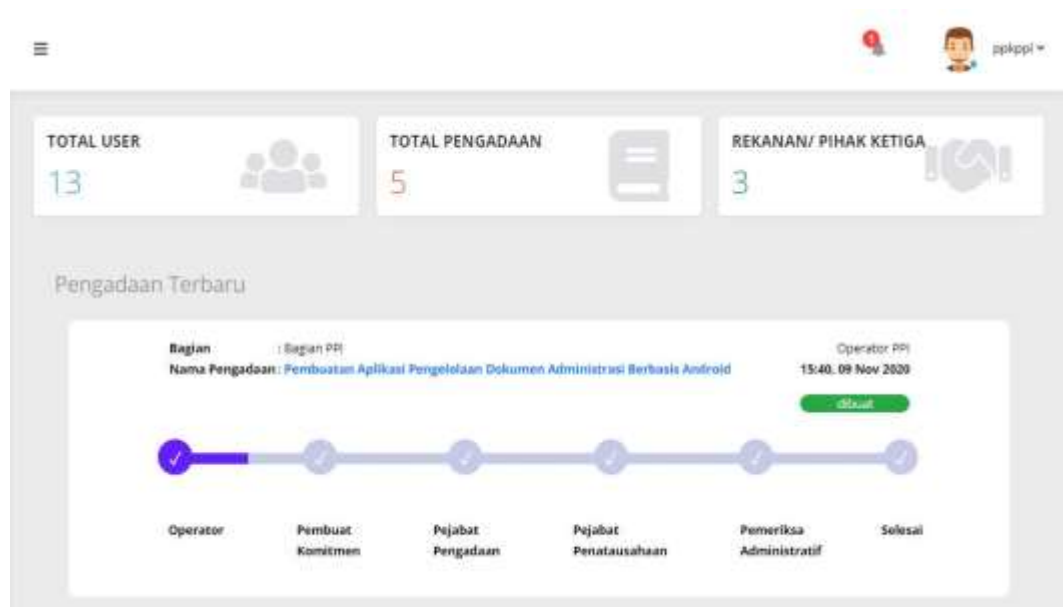 1
ppkppi
TOTAL USER
13
TOTAL PENGADAAN
5
REKANAN/ PIHAK KETIGA
3
Pengadaan Terbaru
Bagian : Bagian PPI
Operator PPI
Nama Pengadaan : Pembuatan Aplikasi Pengelolaan Dokumen Administrasi Berbasis Android
15:40, 09 Nov 2020
dibuat
Operator
Pembuat
Komitmen
Pejabat
Pengadaan
Pejabat
Penatausahaan
Pemeriksa
Administratif
Selesai